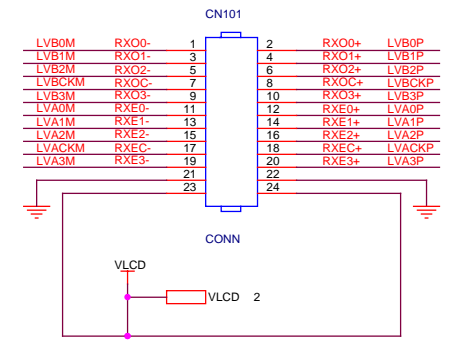 CN101
LVB0M RXO0- 1 2 RXO0+ LVB0P
LVB1M RXO1- 3 4 RXO1+ LVB1P
LVB2M RXO2- 5 6 RXO2+ LVB2P
LVBCKM RXOC- 7 8 RXOC+ LVBCKP
LVB3M RXO3- 9 10 RXO3+ LVB3P
LVA0M RXE0- 11 12 RXE0+ LVA0P
LVA1M RXE1- 13 14 RXE1+ LVA1P
LVA2M RXE2- 15 16 RXE2+ LVA2P
LVACKM RXEC- 17 18 RXEC+ LVACKP
LVA3M RXE3- 19 20 RXE3+ LVA3P
21 22
23 24
CONN
VLCD
VLCD 2